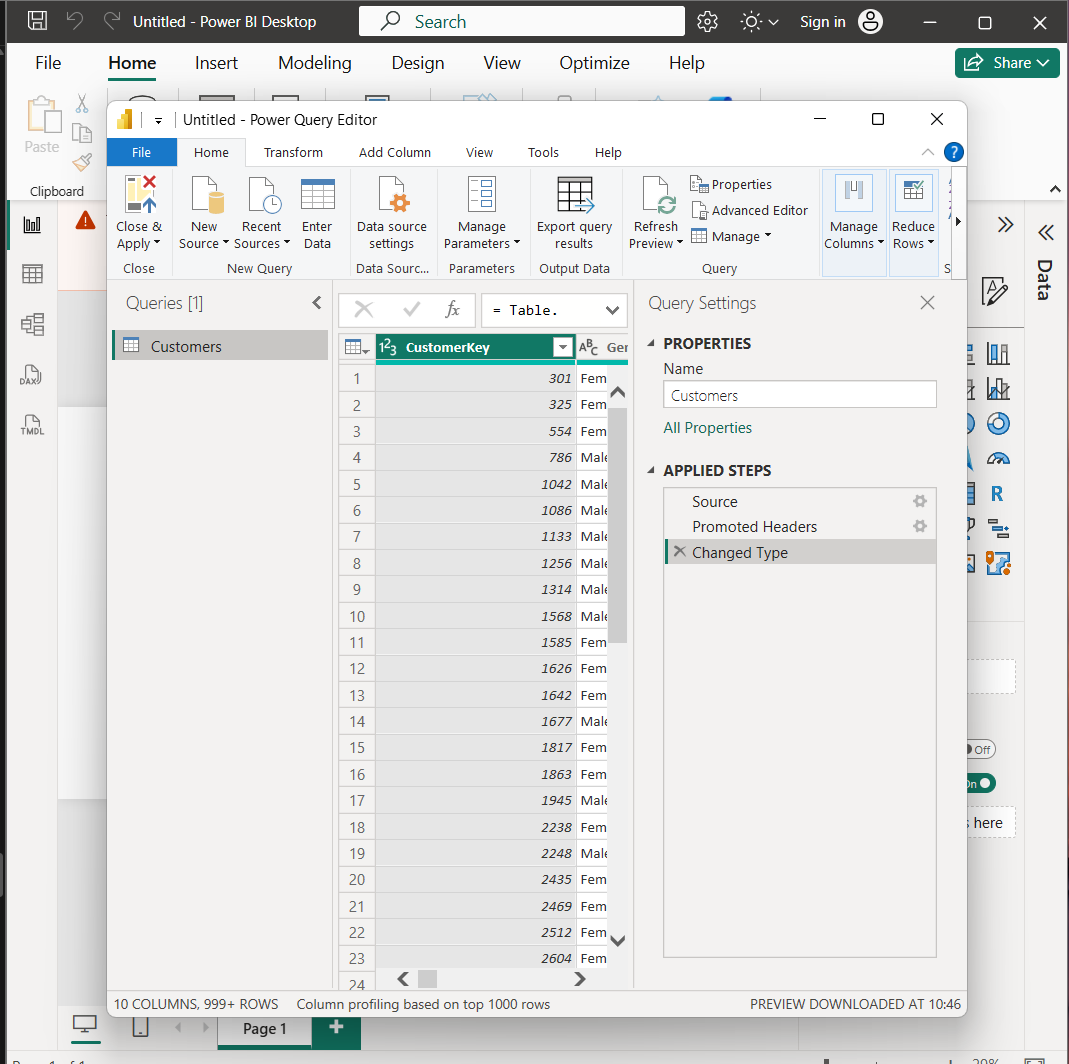 Untitled - Power BI Desktop
Search
Sign in
File Home Insert Modeling Design View Optimize Help
Share
Paste
Clipboard
Untitled - Power Query Editor
File Home Transform Add Column View Tools Help
Close & Apply
Close
New Source
Recent Sources
Enter Data
New Query
Data source settings
Data Sourc...
Manage Parameters
Parameters
Export query results
Output Data
Refresh Preview
Properties
Advanced Editor
Manage
Query
Manage Columns
Reduce Rows
S
Queries [1]
Customers
fx
= Table.
123 CustomerKey
ABC Ger
1 301 Fem
2 325 Fem
3 554 Fem
4 786 Male
5 1042 Male
6 1086 Male
7 1133 Male
8 1256 Male
9 1314 Male
10 1568 Male
11 1585 Fem
12 1626 Fem
13 1642 Fem
14 1677 Male
15 1817 Fem
16 1863 Fem
17 1945 Male
18 2238 Fem
19 2248 Male
20 2435 Fem
21 2469 Fem
22 2512 Fem
23 2604 Fem
24
Query Settings
PROPERTIES
Name
Customers
All Properties
APPLIED STEPS
Source
Promoted Headers
Changed Type
10 COLUMNS, 999+ ROWS
Column profiling based on top 1000 rows
PREVIEW DOWNLOADED AT 10:46
Data
DAX
TMDL
R
Off
On
here
Page 1